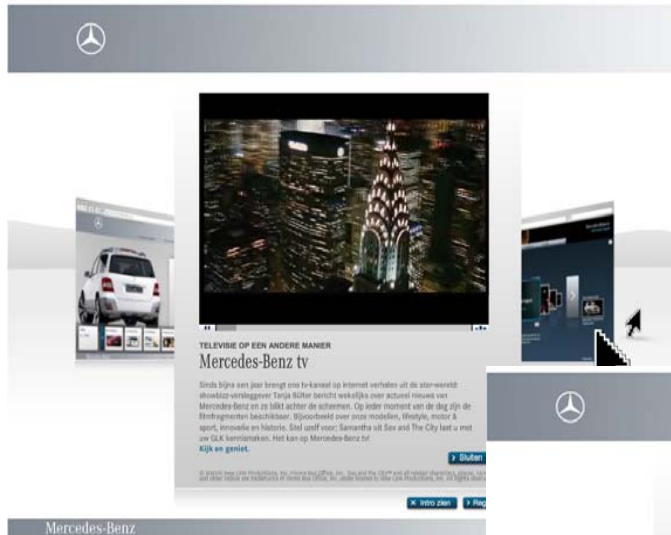 TELEVISIE OP EEN ANDERE MANIER
Mercedes-Benz tv
Sinds bijna een jaar brengt ons tv-kanaal op internet verhalen uit de ster-wereld:
showbizz-verslaggever Tanja Bülter bericht wekelijks over actueel nieuws van
Mercedes-Benz en ze blikt achter de schermen. Op ieder moment van de dag zijn de
filmfragmenten beschikbaar. Bijvoorbeeld over onze modellen, lifestyle, motor &
sport, innovatie en historie. Stel uzelf voor: Samantha uit Sex and The City laat u met
uw GLK kennismaken. Het kan op Mercedes-Benz tv!
Kijk en geniet.
Sluiten
Intro zien
Reg
Mercedes-Benz